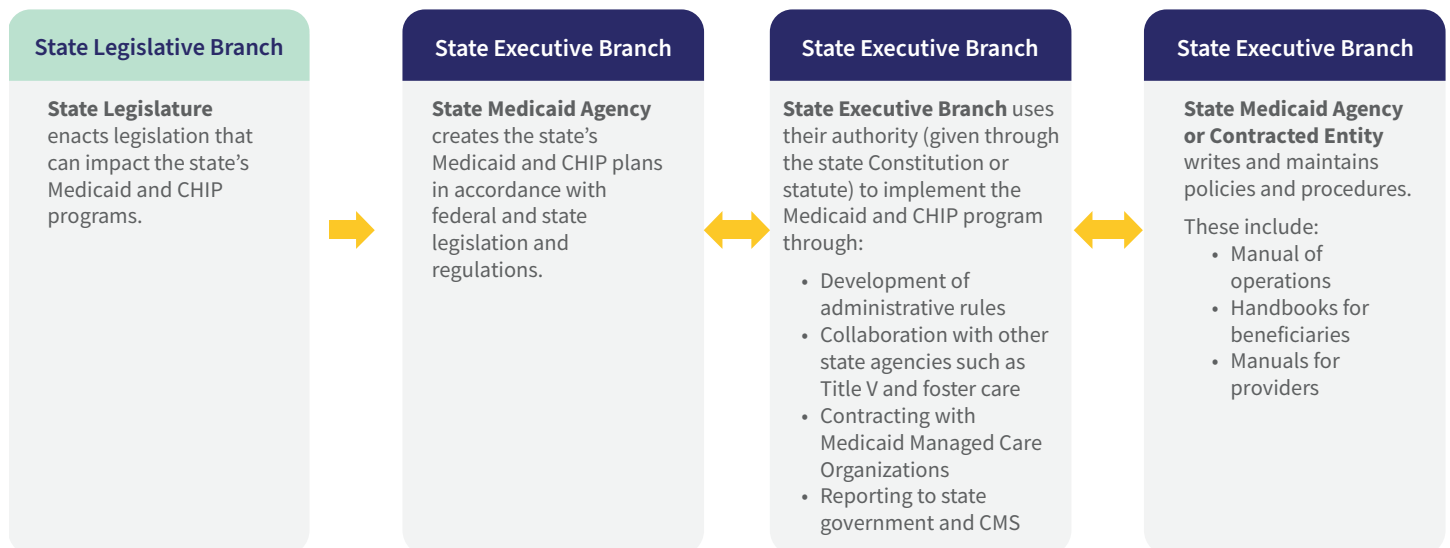 State Legislative Branch
State Legislature
enacts legislation that
can impact the state’s
Medicaid and CHIP
programs.
State Executive Branch
State Medicaid Agency
creates the state’s
Medicaid and CHIP plans
in accordance with
federal and state
legislation and
regulations.
State Executive Branch
State Executive Branch uses
their authority (given through
the state Constitution or
statute) to implement the
Medicaid and CHIP program
through:
• Development of
administrative rules
• Collaboration with other
state agencies such as
Title V and foster care
• Contracting with
Medicaid Managed Care
Organizations
• Reporting to state
government and CMS
State Executive Branch
State Medicaid Agency
or Contracted Entity
writes and maintains
policies and procedures.
These include:
• Manual of
operations
• Handbooks for
beneficiaries
• Manuals for
providers